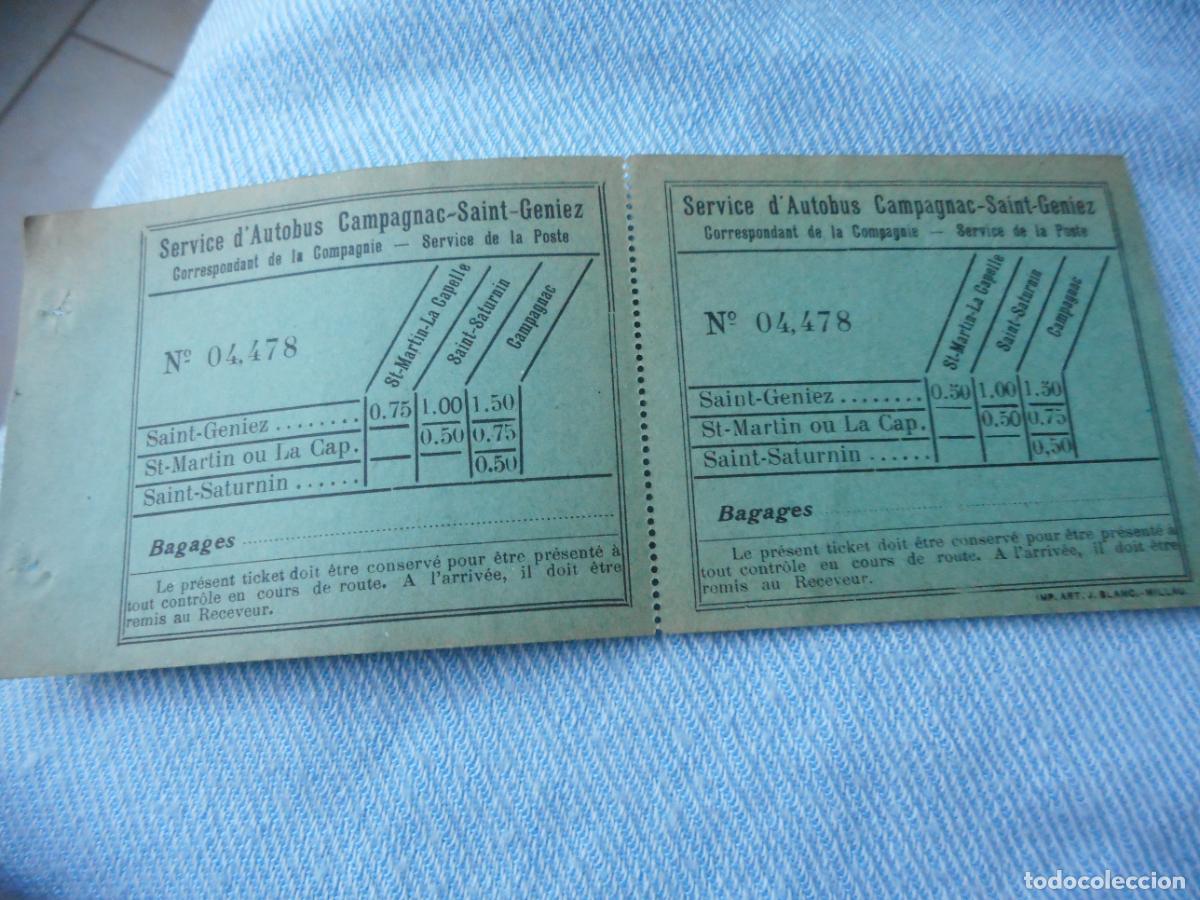 Service d'Autobus Campagnac-Saint-Geniez
Correspondant de la Compagnie — Service de la Poste
Nº 04,478
St-Martin-La Capelle
Saint-Saturnin
Campagnac
Saint-Geniez ........ 0.75 1.00 1.50
St-Martin ou La Cap. — 0.50 0.75
Saint-Saturnin ...... — — 0.50
Bagages
Le présent ticket doit être conservé pour être présenté à
tout contrôle en cours de route. A l'arrivée, il doit être
remis au Receveur.
Service d'Autobus Campagnac-Saint-Geniez
Correspondant de la Compagnie — Service de la Poste
Nº 04,478
St-Martin-La Capelle
Saint-Saturnin
Campagnac
Saint-Geniez ........ 0.50 1.00 1.50
St-Martin ou La Cap. — 0.50 0.75
Saint-Saturnin ...... — — 0,50
Bagages
Le présent ticket doit être conservé pour être présenté à
tout contrôle en cours de route. A l'arrivée, il doit être
remis au Receveur.
IMP. ART. J. BLANC.-MILLAU
todocoleccion